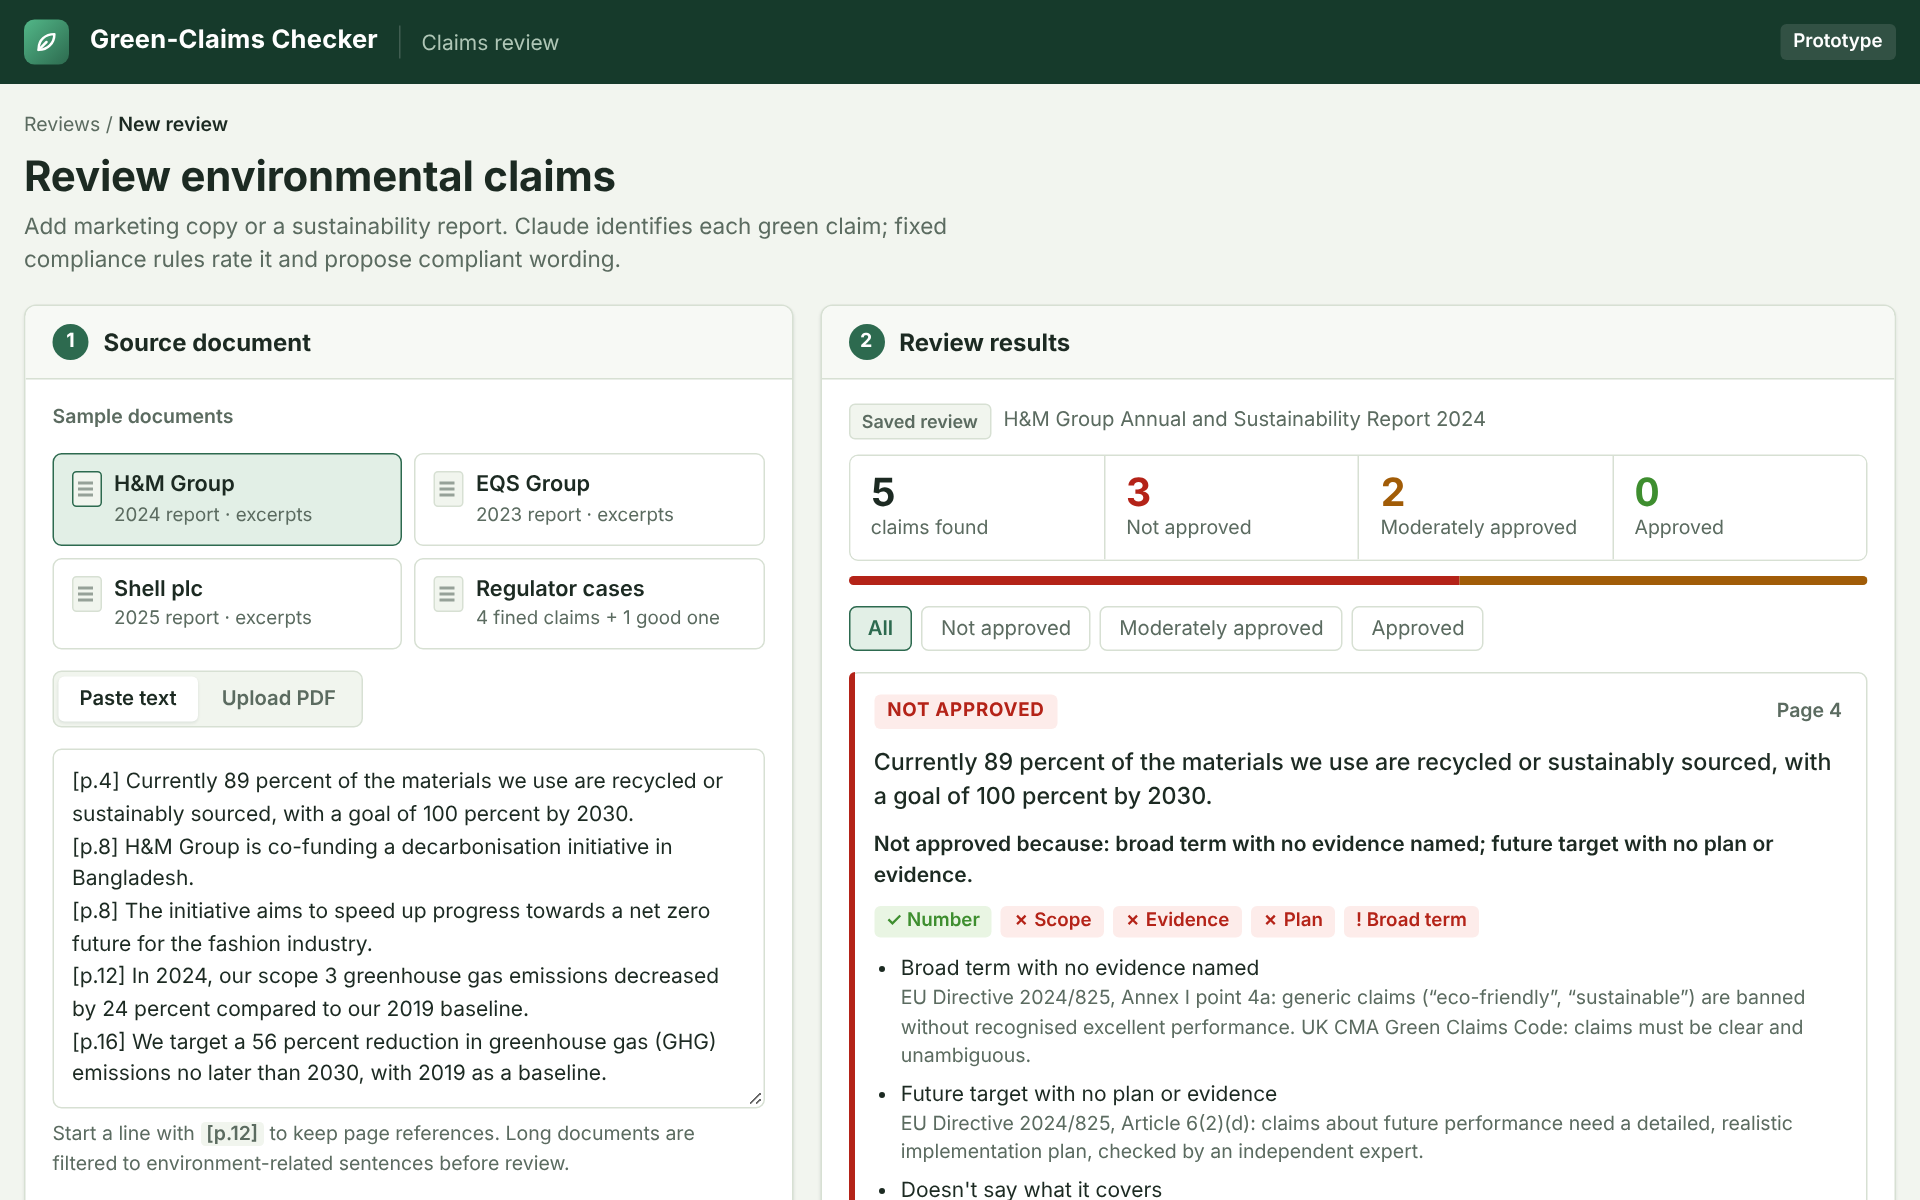 Green-Claims Checker
Claims review
Prototype
Reviews / New review
Review environmental claims
Add marketing copy or a sustainability report. Claude identifies each green claim; fixed
compliance rules rate it and propose compliant wording.
1 Source document
Sample documents
H&M Group
2024 report · excerpts
EQS Group
2023 report · excerpts
Shell plc
2025 report · excerpts
Regulator cases
4 fined claims + 1 good one
Paste text
Upload PDF
[p.4] Currently 89 percent of the materials we use are recycled or
sustainably sourced, with a goal of 100 percent by 2030.
[p.8] H&M Group is co-funding a decarbonisation initiative in
Bangladesh.
[p.8] The initiative aims to speed up progress towards a net zero
future for the fashion industry.
[p.12] In 2024, our scope 3 greenhouse gas emissions decreased
by 24 percent compared to our 2019 baseline.
[p.16] We target a 56 percent reduction in greenhouse gas (GHG)
emissions no later than 2030, with 2019 as a baseline.
Start a line with [p.12] to keep page references. Long documents are
filtered to environment-related sentences before review.
2 Review results
Saved review H&M Group Annual and Sustainability Report 2024
5
claims found
3
Not approved
2
Moderately approved
0
Approved
All
Not approved
Moderately approved
Approved
NOT APPROVED
Page 4
Currently 89 percent of the materials we use are recycled or sustainably sourced, with
a goal of 100 percent by 2030.
Not approved because: broad term with no evidence named; future target with no plan or
evidence.
✓ Number
× Scope
× Evidence
× Plan
! Broad term
• Broad term with no evidence named
EU Directive 2024/825, Annex I point 4a: generic claims (“eco-friendly”, “sustainable”) are banned
without recognised excellent performance. UK CMA Green Claims Code: claims must be clear and
unambiguous.
• Future target with no plan or evidence
EU Directive 2024/825, Article 6(2)(d): claims about future performance need a detailed, realistic
implementation plan, checked by an independent expert.
• Doesn't say what it covers